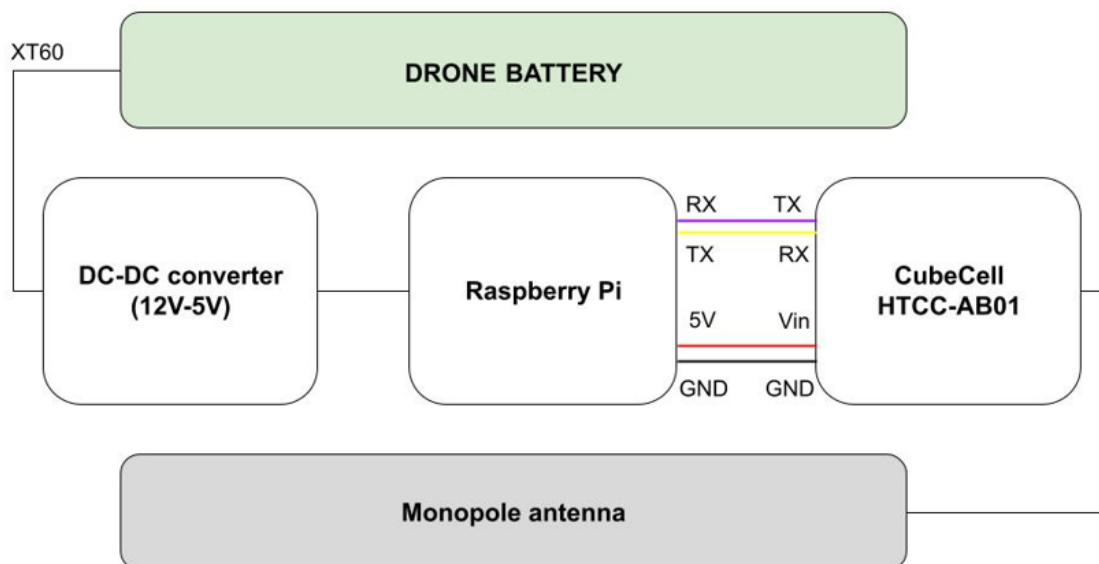 XT60
DRONE BATTERY
DC-DC converter
(12V-5V)
Raspberry Pi
RX TX
TX RX
5V Vin
GND GND
CubeCell
HTCC-AB01
Monopole antenna